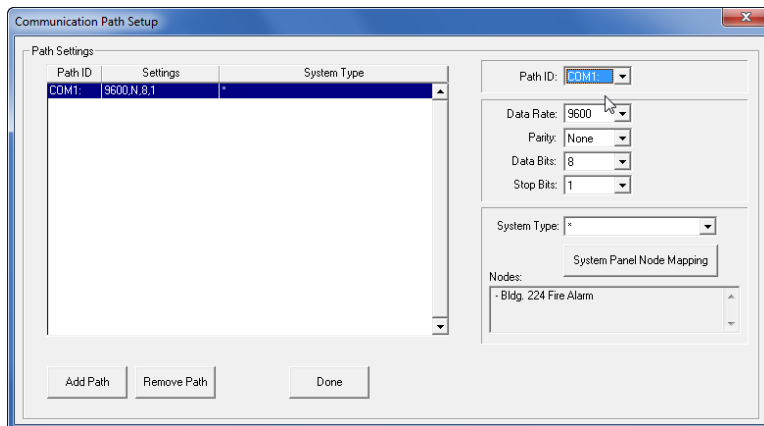 Communication Path Setup
Path Settings
Path ID Settings System Type
COM1: 9600,N,8,1 *
Path ID: COM1:
Data Rate: 9600
Parity: None
Data Bits: 8
Stop Bits: 1
System Type: *
System Panel Node Mapping
Nodes:
- Bldg. 224 Fire Alarm
Add Path Remove Path Done